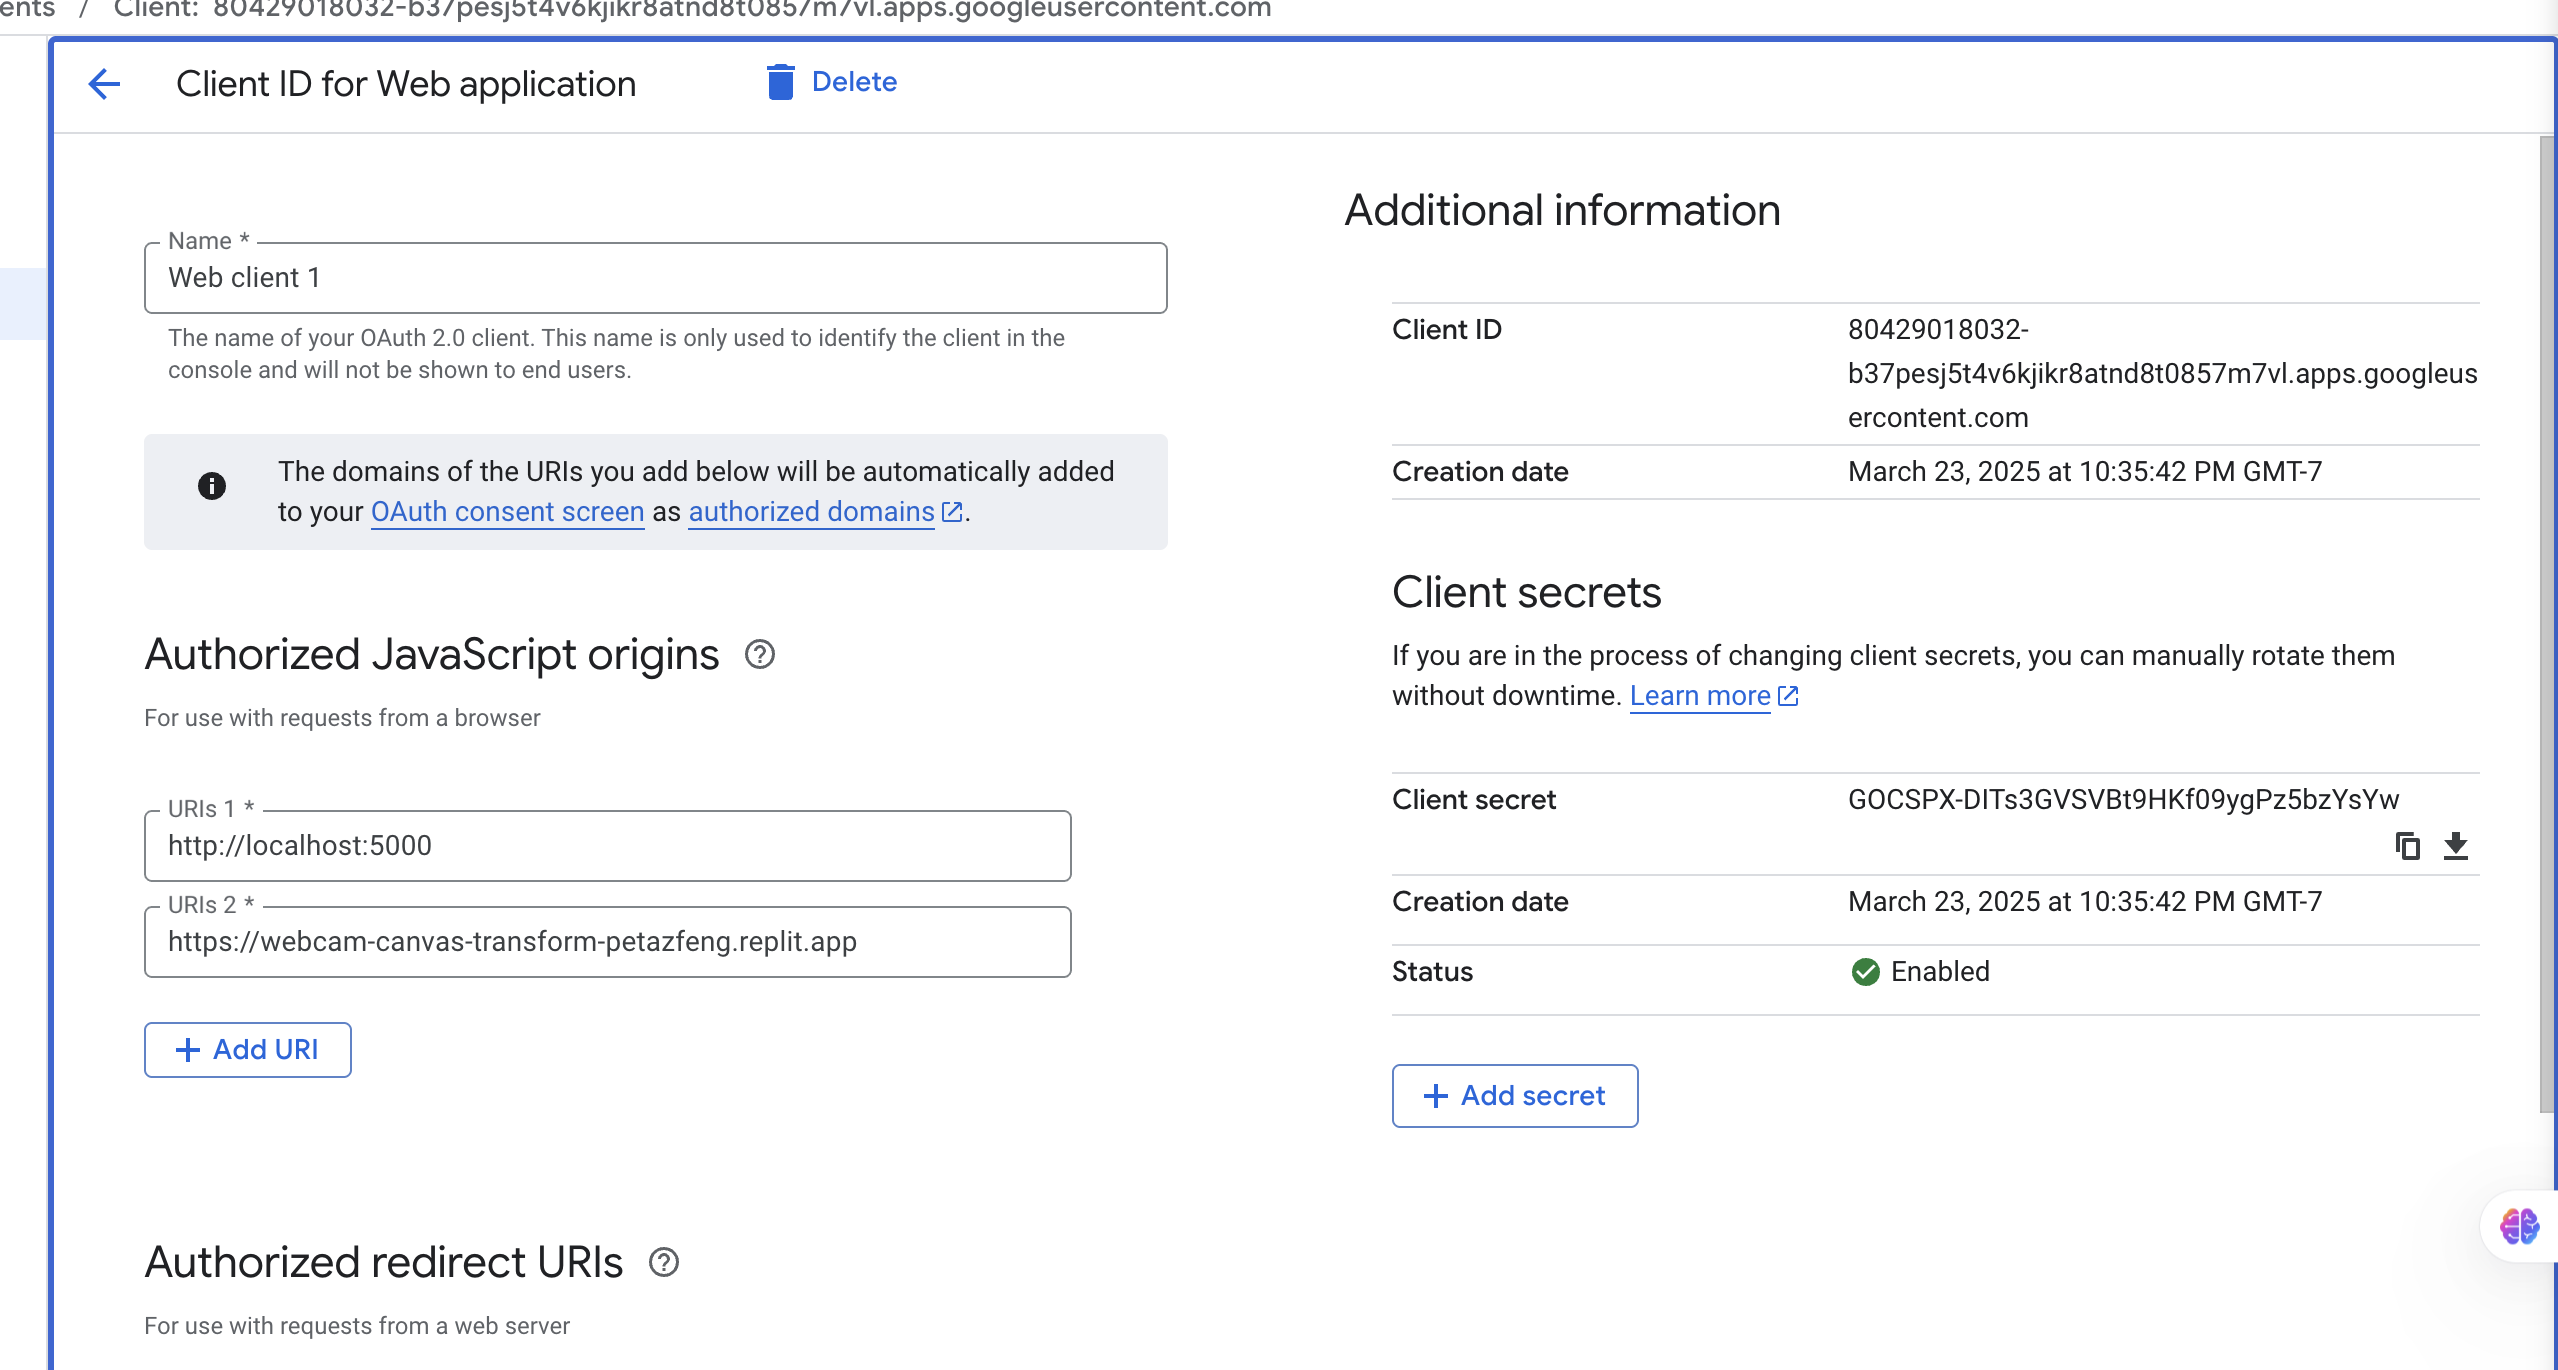 ents / Client: 80429018032-b37pesj5t4v6kjikr8atnd8t0857m7vl.apps.googleusercontent.com
Client ID for Web application
Delete
Name *
Web client 1
The name of your OAuth 2.0 client. This name is only used to identify the client in the
console and will not be shown to end users.
The domains of the URIs you add below will be automatically added
to your OAuth consent screen as authorized domains.
Authorized JavaScript origins
For use with requests from a browser
URIs 1 *
http://localhost:5000
URIs 2 *
https://webcam-canvas-transform-petazfeng.replit.app
Add URI
Authorized redirect URIs
For use with requests from a web server
Additional information
Client ID
80429018032-
b37pesj5t4v6kjikr8atnd8t0857m7vl.apps.googleus
ercontent.com
Creation date
March 23, 2025 at 10:35:42 PM GMT-7
Client secrets
If you are in the process of changing client secrets, you can manually rotate them
without downtime. Learn more
Client secret
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
Creation date
March 23, 2025 at 10:35:42 PM GMT-7
Status
Enabled
Add secret